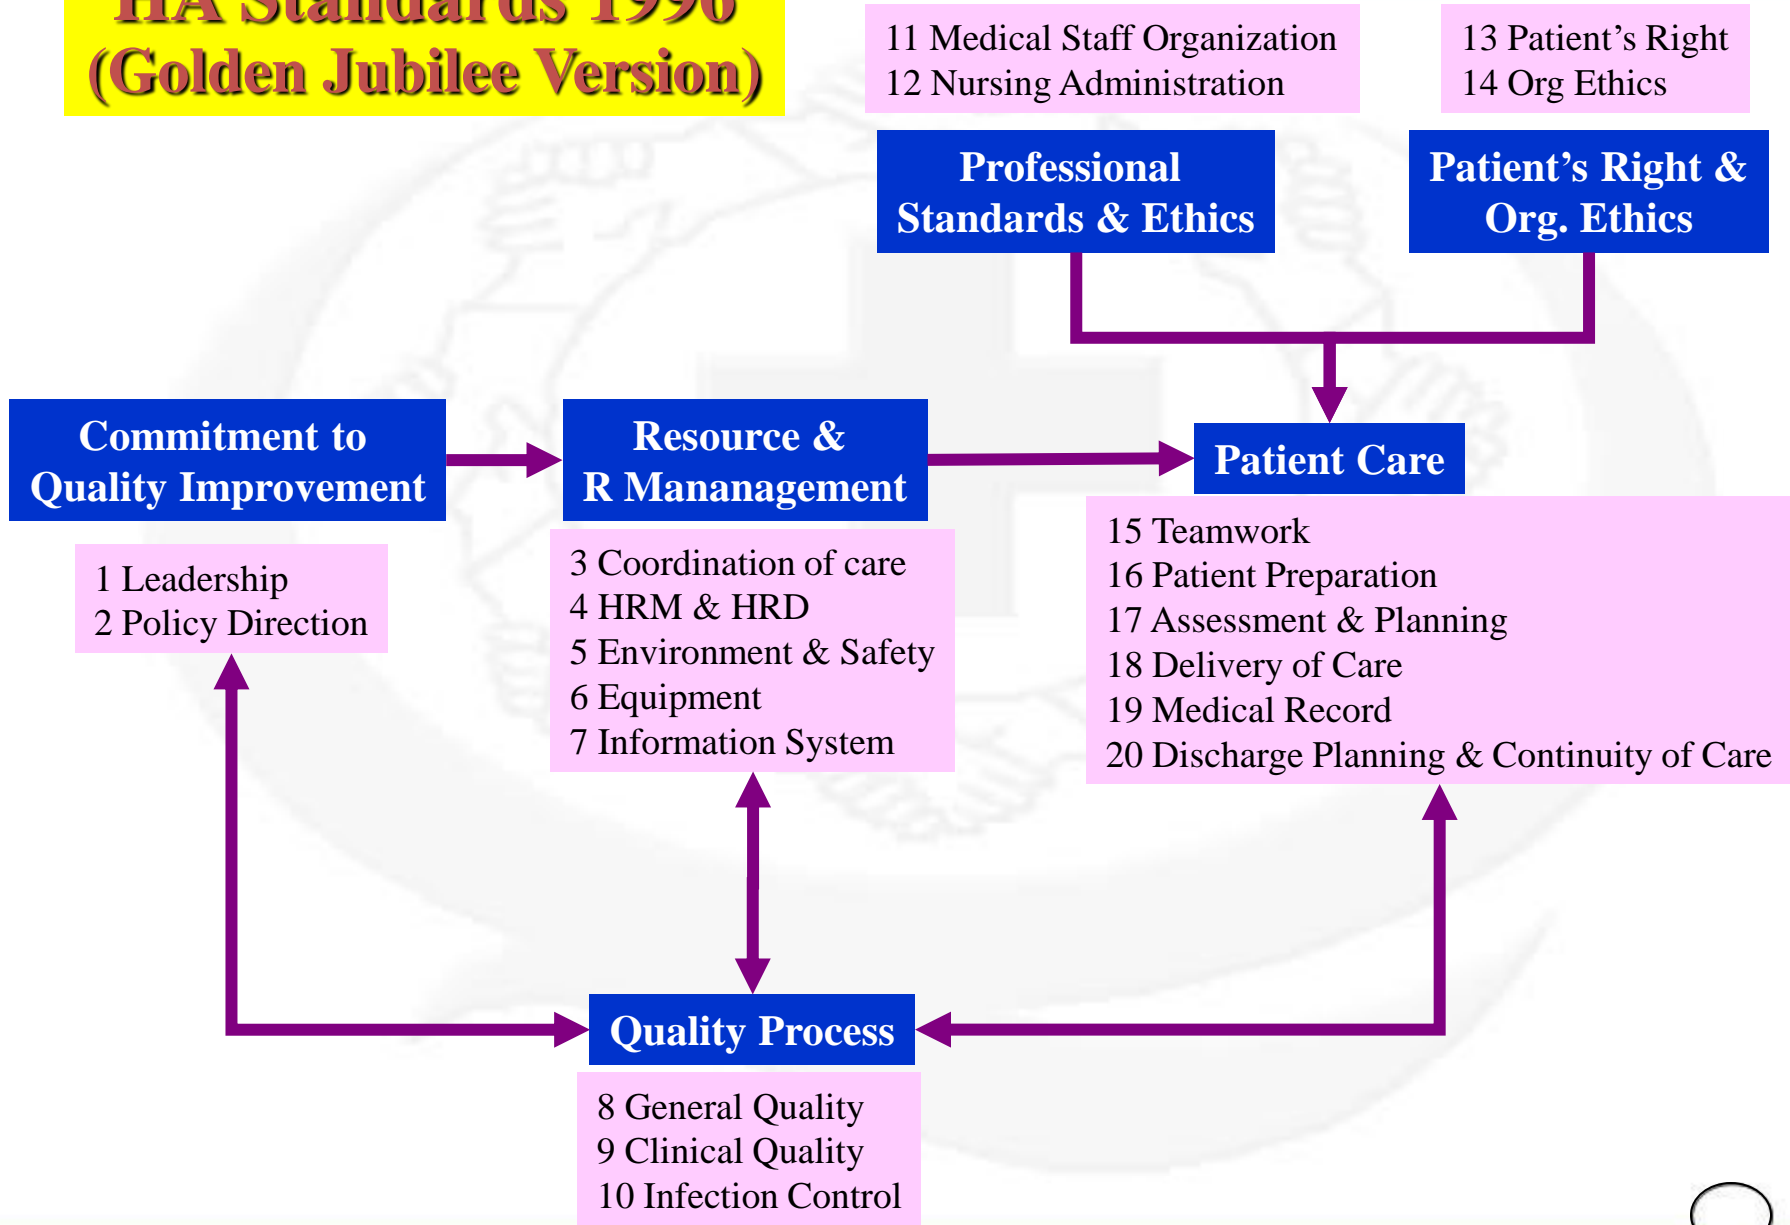 HA Standards 1996
(Golden Jubilee Version)
11 Medical Staff Organization
12 Nursing Administration
13 Patient's Right
14 Org Ethics
Professional
Standards & Ethics
Patient's Right &
Org. Ethics
Commitment to
Quality Improvement
Resource &
R Mananagement
Patient Care
1 Leadership
2 Policy Direction
3 Coordination of care
4 HRM & HRD
5 Environment & Safety
6 Equipment
7 Information System
15 Teamwork
16 Patient Preparation
17 Assessment & Planning
18 Delivery of Care
19 Medical Record
20 Discharge Planning & Continuity of Care
Quality Process
8 General Quality
9 Clinical Quality
10 Infection Control